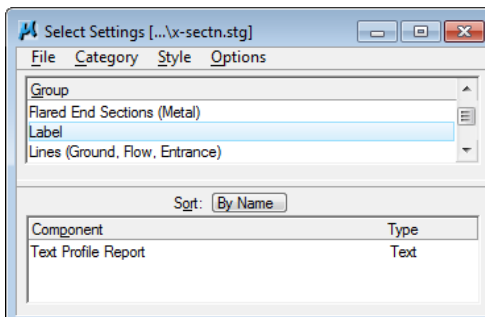 Select Settings [...\x-sectn.stg]
File Category Style Options
Group
Flared End Sections (Metal)
Label
Lines (Ground, Flow, Entrance)
Sort: By Name
Component Type
Text Profile Report Text